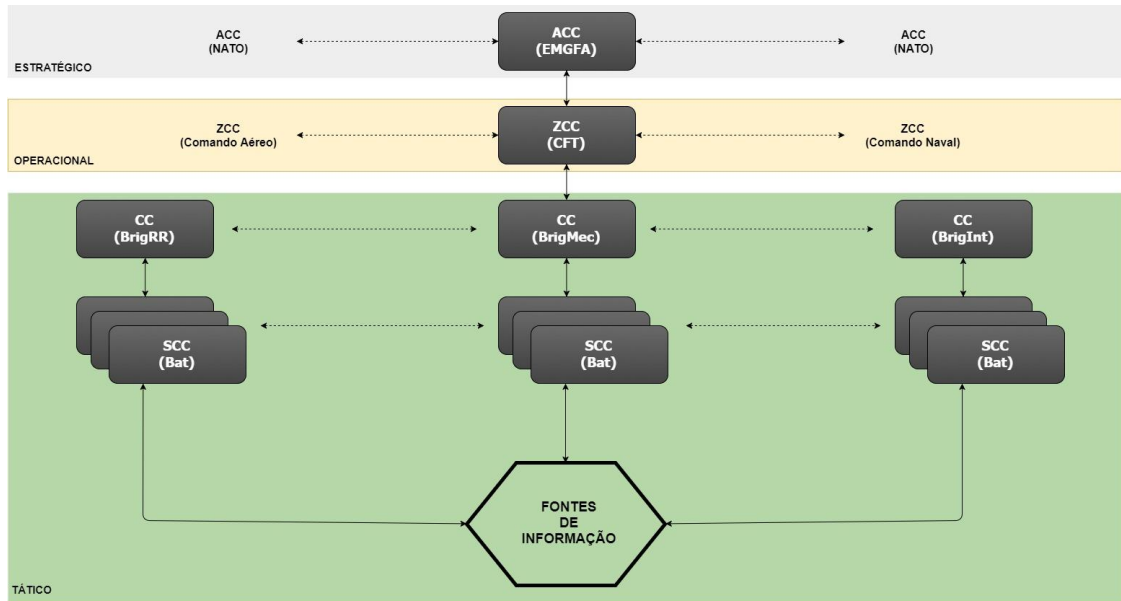 ACC
(NATO)
ACC
(EMGFA)
ACC
(NATO)
ESTRATÉGICO
ZCC
(Comando Aéreo)
ZCC
(CFT)
ZCC
(Comando Naval)
OPERACIONAL
CC
(BrigRR)
CC
(BrigMec)
CC
(BrigInt)
SCC
(Bat)
SCC
(Bat)
SCC
(Bat)
FONTES
DE
INFORMAÇÃO
TÁTICO